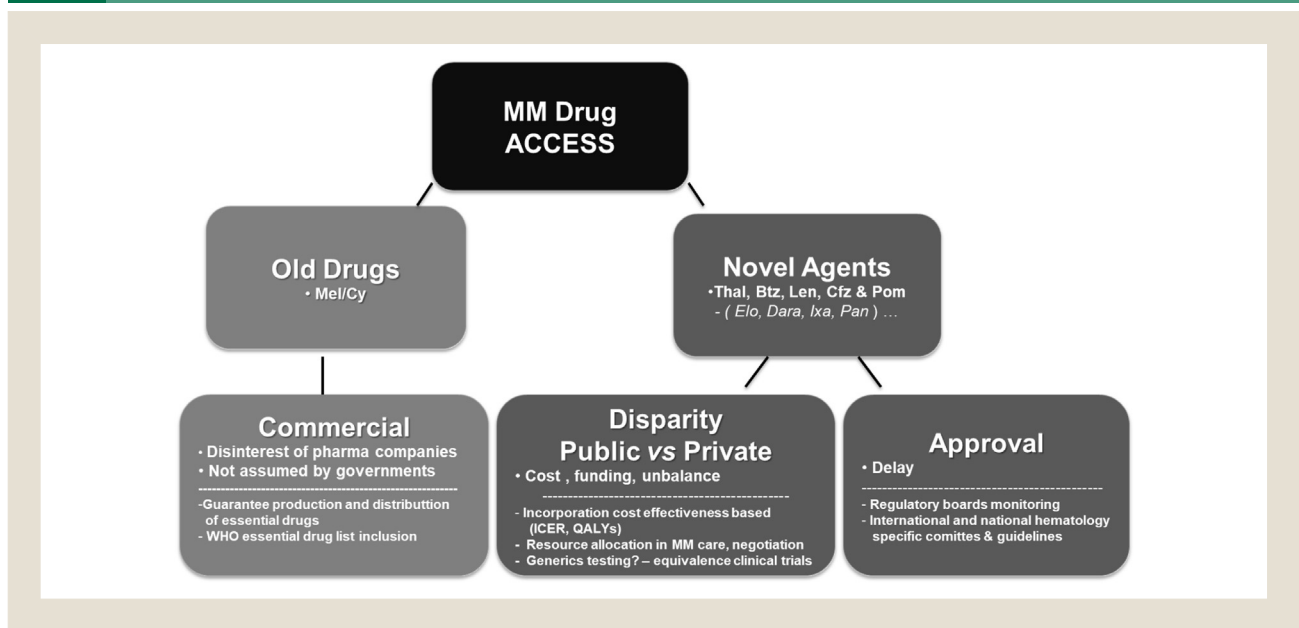 MM Drug
ACCESS
Old Drugs
• Mel/Cy
Novel Agents
•Thal, Btz, Len, Cfz & Pom
- ( Elo, Dara, Ixa, Pan ) ...
Commercial
• Disinterest of pharma companies
• Not assumed by governments
-Guarantee production and distributtion
of essential drugs
- WHO essential drug list inclusion
Disparity
Public vs Private
• Cost , funding, unbalance
- Incorporation cost effectiveness based
(ICER, QALYs)
- Resource allocation in MM care, negotiation
- Generics testing? – equivalence clinical trials
Approval
• Delay
- Regulatory boards monitoring
- International and national hematology
specific comittes & guidelines